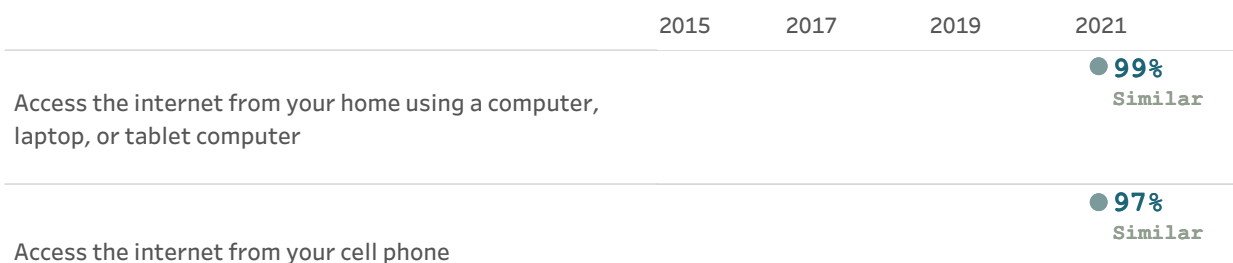 2015 2017 2019 2021
99%
Similar
Access the internet from your home using a computer,
laptop, or tablet computer
97%
Similar
Access the internet from your cell phone